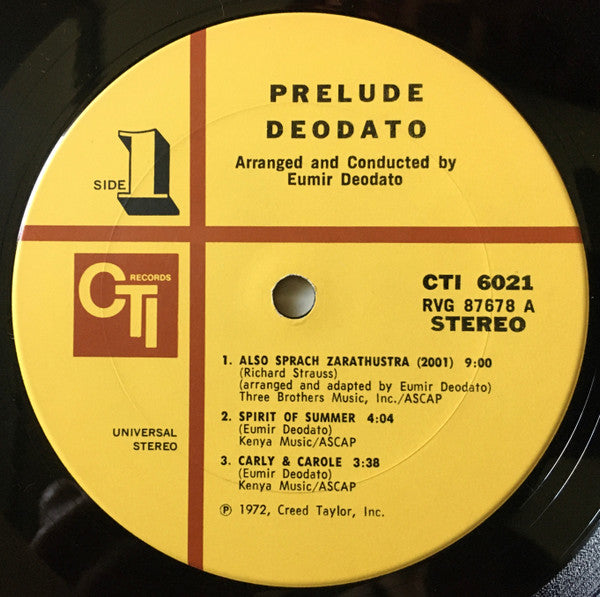 PRELUDE
DEODATO
Arranged and Conducted by
Eumir Deodato
SIDE 1
CTI RECORDS
CTI 6021
RVG 87678 A
STEREO
1. ALSO SPRACH ZARATHUSTRA (2001) 9:00
(Richard Strauss)
(arranged and adapted by Eumir Deodato)
Three Brothers Music, Inc./ASCAP
2. SPIRIT OF SUMMER 4:04
(Eumir Deodato)
Kenya Music/ASCAP
3. CARLY & CAROLE 3:38
(Eumir Deodato)
Kenya Music/ASCAP
UNIVERSAL
STEREO
℗ 1972, Creed Taylor, Inc.